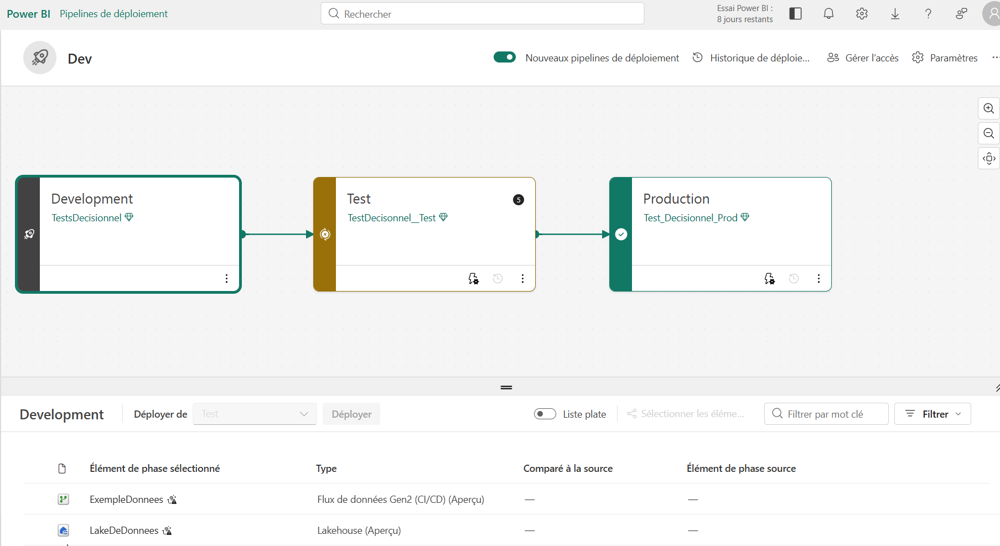 Power BI Pipelines de déploiement
Rechercher
Essai Power BI :
8 jours restants
Dev
Nouveaux pipelines de déploiement
Historique de déploie...
Gérer l’accès
Paramètres
Development
TestsDecisionnel
Test
5
TestDecisonnel__Test
Production
Test_Decisionnel_Prod
Development
Déployer de
Test
Déployer
Liste plate
Sélectionner les éléme...
Filtrer par mot clé
Filtrer
Élément de phase sélectionné Type Comparé à la source Élément de phase source
ExempleDonnees Flux de données Gen2 (CI/CD) (Aperçu) — —
LakeDeDonnees Lakehouse (Aperçu) — —